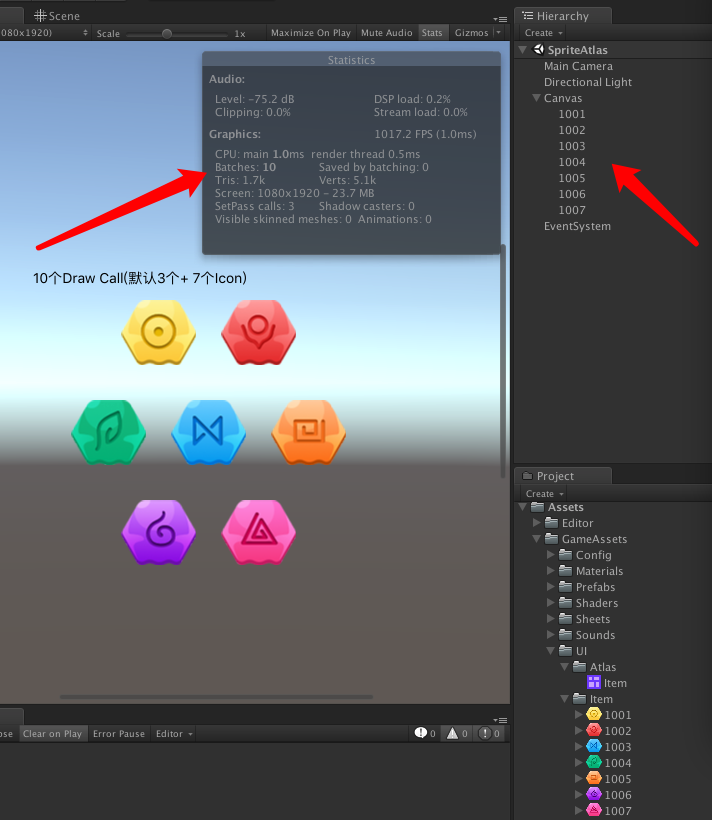 Scene
Hierarchy
080x1920)
Scale
1x
Maximize On Play
Mute Audio
Stats
Gizmos
Create
Statistics
SpriteAtlas
Main Camera
Audio:
Directional Light
Level: -75.2 dB
DSP load: 0.2%
Canvas
Clipping: 0.0%
Stream load: 0.0%
1001
Graphics:
1017.2 FPS (1.0ms)
1002
1003
CPU: main 1.0ms render thread 0.5ms
1004
Batches: 10
Saved by batching: 0
1005
Tris: 1.7k
Verts: 5.1k
1006
Screen: 1080x1920 - 23.7 MB
1007
SetPass calls: 3
Shadow casters: 0
Visible skinned meshes: 0 Animations: 0
EventSystem
10个Draw Call(默认3个+ 7个Icon)
Project
Create
Assets
Editor
GameAssets
Config
Materials
Prefabs
Shaders
Sheets
Sounds
UI
Atlas
Item
Item
1001
1002
1003
1004
1005
1006
1007
ose
Clear on Play
Error Pause
Editor
0
0
0